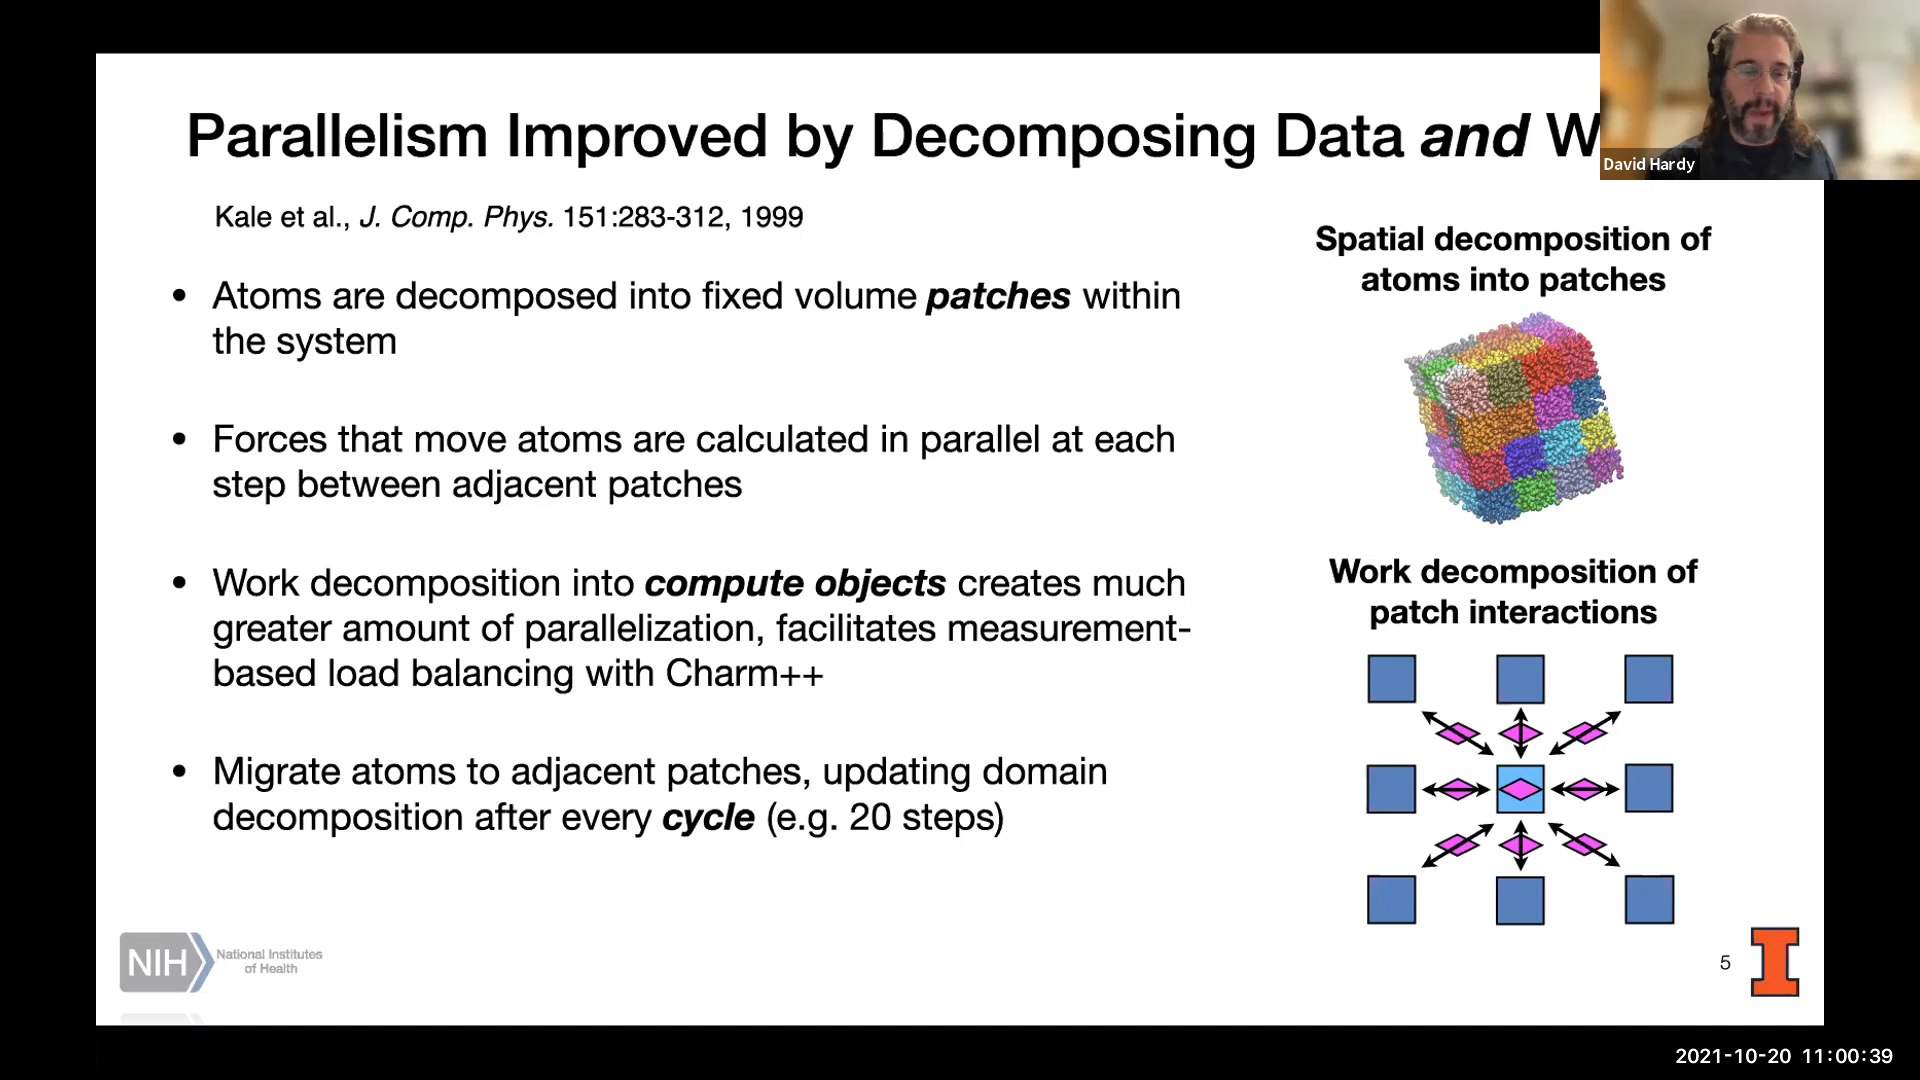 Parallelism Improved by Decomposing Data and W
David Hardy
Kale et al., J. Comp. Phys. 151:283-312, 1999
• Atoms are decomposed into fixed volume patches within
the system
• Forces that move atoms are calculated in parallel at each
step between adjacent patches
• Work decomposition into compute objects creates much
greater amount of parallelization, facilitates measurement-
based load balancing with Charm++
• Migrate atoms to adjacent patches, updating domain
decomposition after every cycle (e.g. 20 steps)
Spatial decomposition of
atoms into patches
Work decomposition of
patch interactions
NIH
National Institutes
of Health
5
I
2021-10-20 11:00:39